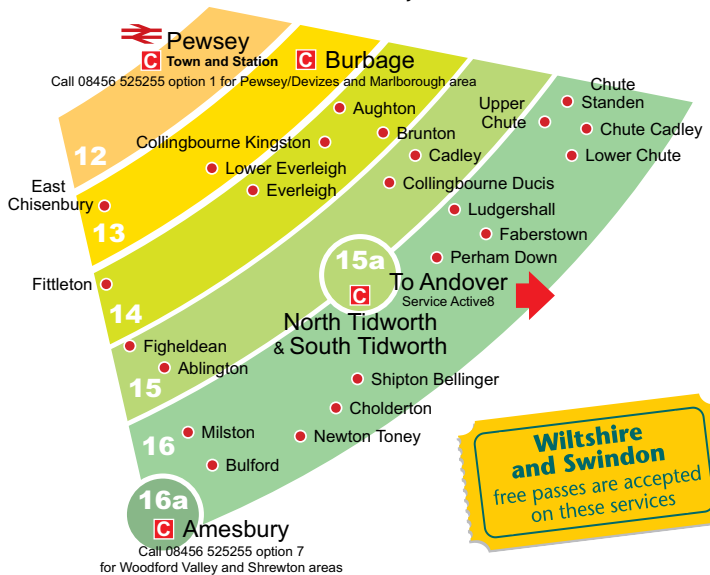 Pewsey
C Town and Station
C Burbage
Call 08456 525255 option 1 for Pewsey/Devizes and Marlborough area
12
Aughton
Collingbourne Kingston
Brunton
Upper
Chute
Chute
Standen
Chute Cadley
Lower Chute
Cadley
Lower Everleigh
Everleigh
Collingbourne Ducis
East
Chisenbury
13
Ludgershall
Faberstown
Perham Down
15a
C
To Andover
Service Active8
Fittleton
14
North Tidworth
& South Tidworth
Figheldean
Ablington
15
Shipton Bellinger
Cholderton
Newton Toney
16
Milston
Bulford
16a
C Amesbury
Call 08456 525255 option 7
for Woodford Valley and Shrewton areas
Wiltshire
and Swindon
free passes are accepted
on these services